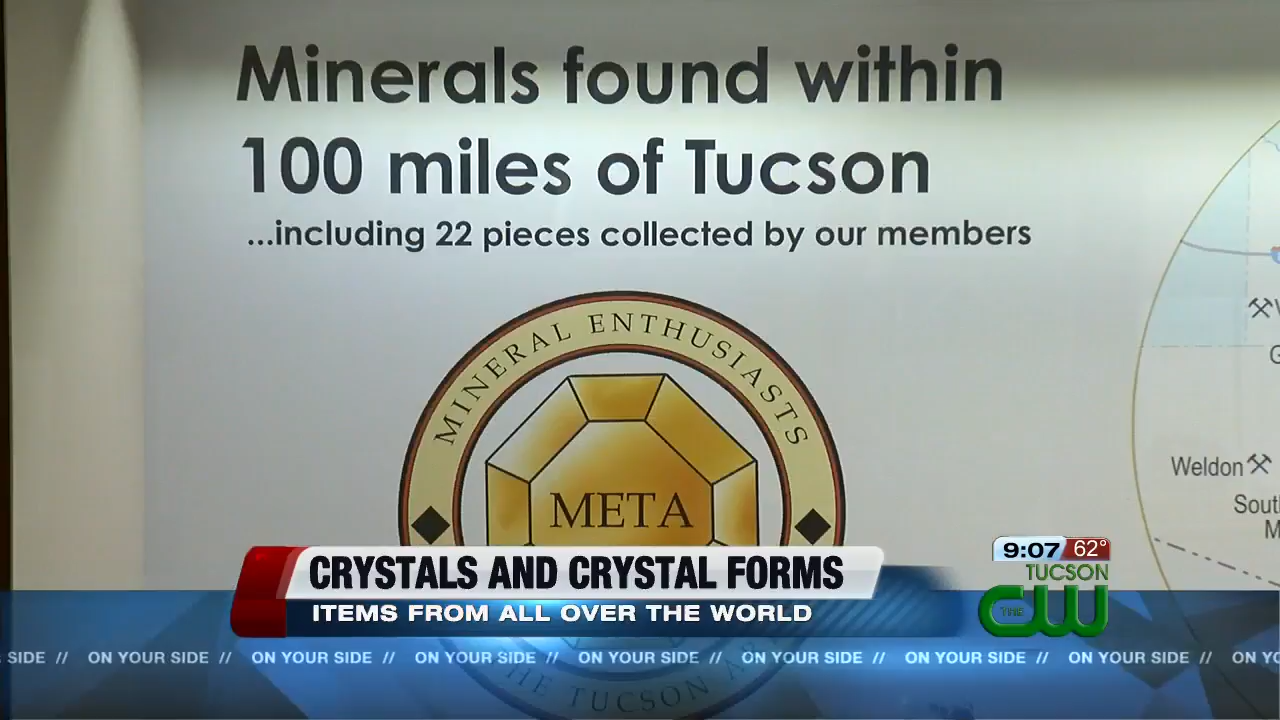 Minerals found within
100 miles of Tucson
...including 22 pieces collected by our members
MINERAL ENTHUSIASTS
META
Weldon
CRYSTALS AND CRYSTAL FORMS
ITEMS FROM ALL OVER THE WORLD
9:07 62°
TUCSON
THE CW
SIDE // ON YOUR SIDE // ON YOUR SIDE // ON YOUR SIDE // ON YOUR SIDE // ON YOUR SIDE // ON YOUR SIDE // ON YOUR SIDE //
THE TUCSON